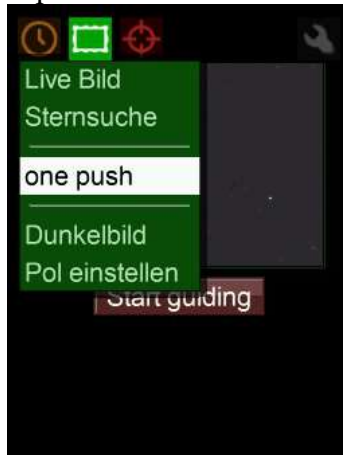 Live Bild
Sternsuche
one push
Dunkelbild
Pol einstellen
Start guiding